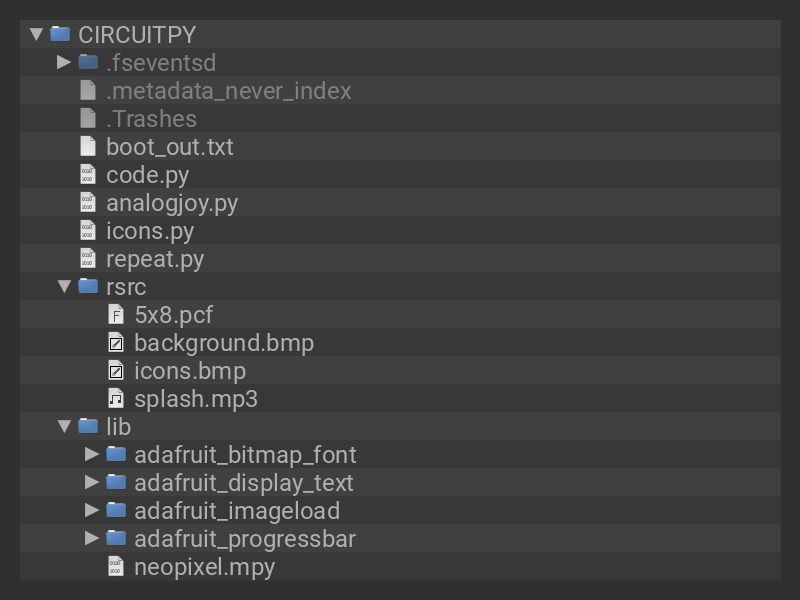 CIRCUITPY
.fseventsd
.metadata_never_index
.Trashes
boot_out.txt
code.py
analogjoy.py
icons.py
repeat.py
rsrc
5x8.pcf
background.bmp
icons.bmp
splash.mp3
lib
adafruit_bitmap_font
adafruit_display_text
adafruit_imageload
adafruit_progressbar
neopixel.mpy